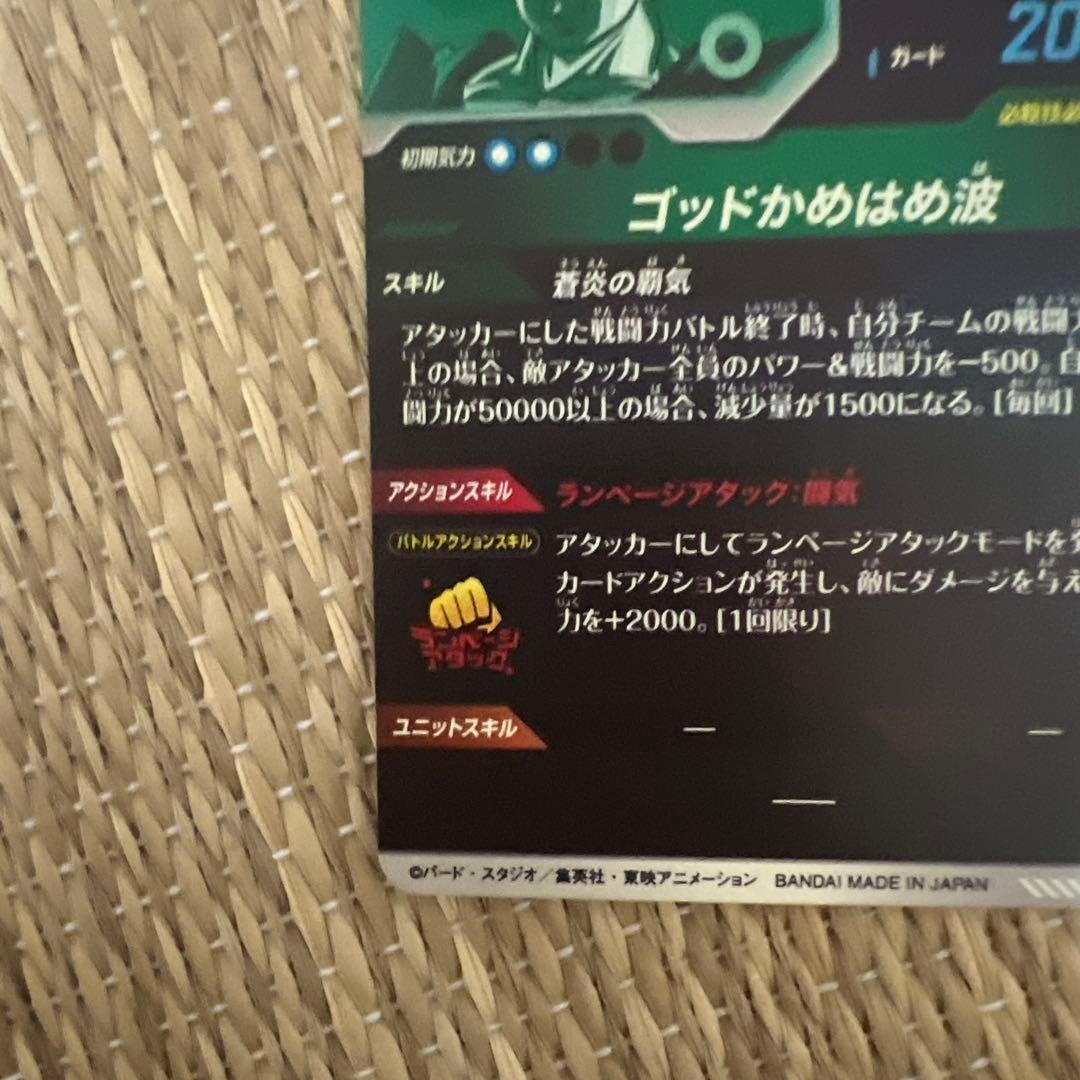 ガード 20
必殺技
初期気力
ゴッドかめはめ波
は
スキル 蒼炎の覇気
そうえん は き
アタッカーにした戦闘力バトル終了時、自分チームの戦闘
上の場合、敵アタッカー全員のパワー&戦闘力を-500。自
闘力が50000以上の場合、減少量が1500になる。[毎回]
アクションスキル ランページアタック:闘気
バトルアクションスキル アタッカーにしてランページアタックモードを
カードアクションが発生し、敵にダメージを与え
力を+2000。[1回限り]
ランページ
アタック
ユニットスキル — —
—
©バード・スタジオ/集英社・東映アニメーション BANDAI MADE IN JAPAN